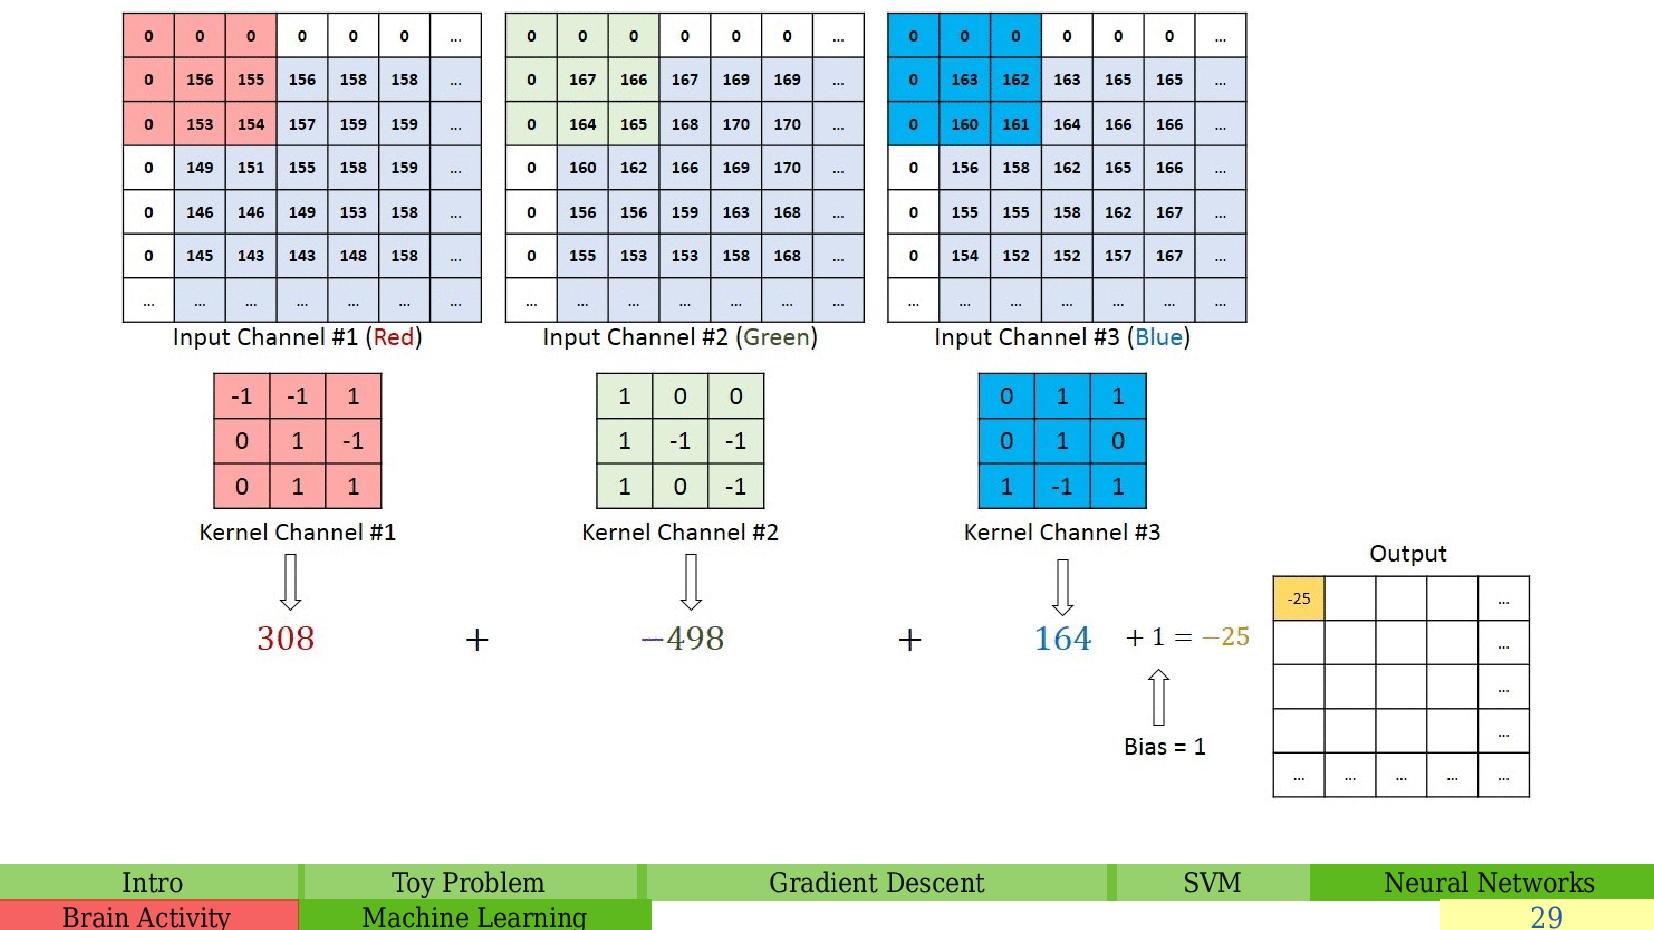 0 0 0 0 0 0 ... 0 0 0 0 0 0 ... 0 0 0 0 0 0 ...
0 156 155 156 158 158 ... 0 167 166 167 169 169 ... 0 163 162 163 165 165 ...
0 153 154 157 159 159 ... 0 164 165 168 170 170 ... 0 160 161 164 166 166 ...
0 149 151 155 158 159 ... 0 160 162 166 169 170 ... 0 156 158 162 165 166 ...
0 146 146 149 153 158 ... 0 156 156 159 163 168 ... 0 155 155 158 162 167 ...
0 145 143 143 148 158 ... 0 155 153 153 158 168 ... 0 154 152 152 157 167 ...
... ... ... ... ... ... ... ... ... ... ... ... ... ... ... ... ... ... ... ... ...
Input Channel #1 (Red) Input Channel #2 (Green) Input Channel #3 (Blue)
-1 -1 1 1 0 0 0 1 1
0 1 -1 1 -1 -1 0 1 0
0 1 1 1 0 -1 1 -1 1
Kernel Channel #1 Kernel Channel #2 Kernel Channel #3
Output
-25 ...
308 + −498 + 164 + 1 = −25
...
...
...
Bias = 1
... ... ... ... ...
Intro Toy Problem Gradient Descent SVM Neural Networks
Brain Activity Machine Learning 29